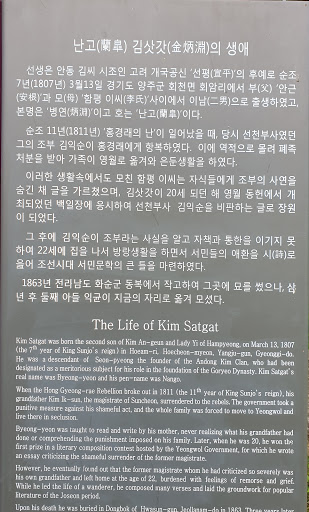 난고(蘭皐) 김삿갓(金炳淵)의 생애
선생은 안동 김씨 시조인 고려 개국공신 '선평(宣平)'의 후예로 순조
7년(1807년) 3월13일 경기도 양주군 회천면 회암리에서 부(父) '안근
(安根)'과 모(母) '함평 이씨(李氏)'사이에서 이남(二男)으로 출생하였고,
본명은 '병연(炳淵)'이고 호는 '난고(蘭皐)'이다.
순조 11년(1811년) '홍경래의 난'이 일어났을 때, 당시 선천부사였던
그의 조부 김익순이 홍경래에게 항복하였다. 이에 역적으로 몰려 폐족
처분을 받아 가족이 영월로 옮겨와 은둔생활을 하였다.
이러한 생활속에서도 모친 함평 이씨는 자식들에게 조부의 사연을
숨긴 채 글을 가르쳤으며, 김삿갓이 20세 되던 해 영월 동헌에서 개
최되었던 백일장에 응시하여 선천부사 김익순을 비판하는 글로 장원
이 되었다.
그 후에 김익순이 조부라는 사실을 알고 자책과 통한을 이기지 못
하여 22세에 집을 나서 방랑생활을 하면서 서민들의 애환을 시(詩)로
읊어 조선시대 서민문학의 큰 틀을 마련하였다.
1863년 전라남도 화순군 동복에서 작고하여 그곳에 묘를 썼으나, 삼
년 후 둘째 아들 익균이 지금의 자리로 옮겨 모셨다.
The Life of Kim Satgat
Kim Satgat was born the second son of Kim An-geun and Lady Yi of Hampyeong, on March 13, 1807
(the 7th year of King Sunjo's reign) in Hoeam-ri, Hoecheon-myeon, Yangju-gun, Gyeonggi-do.
He was a descendant of Seon-pyeong the founder of the Andong Kim Clan, who had been
designated as a meritorious subject for his role in the foundation of the Goryeo Dynasty. Kim Satgat's
real name was Byeong-yeon and his pen-name was Nango.
When the Hong Gyeong-rae Rebellion broke out in 1811 (the 11th year of King Sunjo's reign), his
grandfather Kim Ik-sun, the magistrate of Suncheon, surrendered to the rebels. The government took a
punitive measure against his shameful act, and the whole family was forced to move to Yeongwol and
live there in seclusion.
Byeong-yeon was taught to read and write by his mother, never realizing what his grandfather had
done or comprehending the punishment imposed on his family. Later, when he was 20, he won the
first prize in a literary composition contest hosted by the Yeongwol Government, for which he wrote
an essay criticizing the shameful surrender of the former magistrate.
However, he eventually found out that the former magistrate whom he had criticized so severely was
his own grandfather and left home at the age of 22, burdened with feelings of remorse and grief.
While he led the life of a wanderer, he composed many verses and laid the groundwork for popular
literature of the Joseon period.
Upon his death he was buried in Dongbok of Hwasun-gun, Jeollanam-do in 1863. Three years later